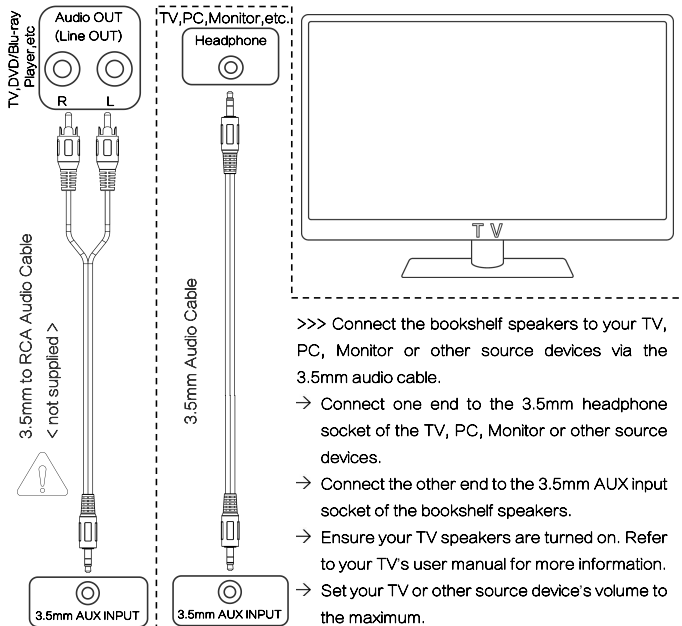 TV,DVD/Blu-ray
Player,etc
Audio OUT
(Line OUT)
R L
3.5mm to RCA Audio Cable
< not supplied >
3.5mm AUX INPUT
TV,PC,Monitor,etc.
Headphone
3.5mm Audio Cable
3.5mm AUX INPUT
TV
>>> Connect the bookshelf speakers to your TV,
PC, Monitor or other source devices via the
3.5mm audio cable.
→ Connect one end to the 3.5mm headphone
socket of the TV, PC, Monitor or other source
devices.
→ Connect the other end to the 3.5mm AUX input
socket of the bookshelf speakers.
→ Ensure your TV speakers are turned on. Refer
to your TV's user manual for more information.
→ Set your TV or other source device's volume to
the maximum.